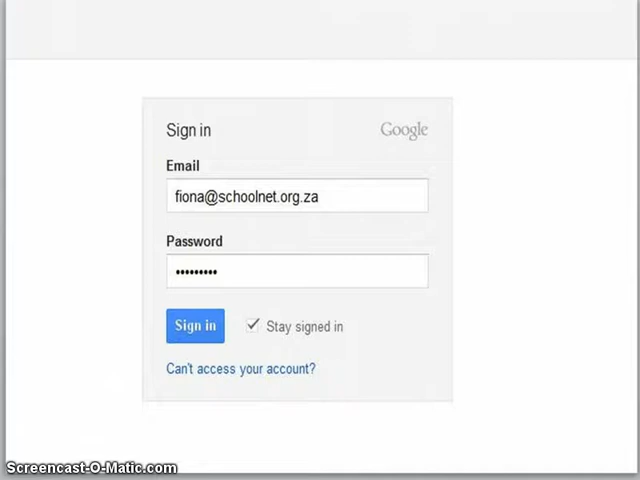 Sign in
Google
Email
fiona@schoolnet.org.za
Password
•••••••••
Sign in
Stay signed in
Can't access your account?
Screencast-O-Matic.com